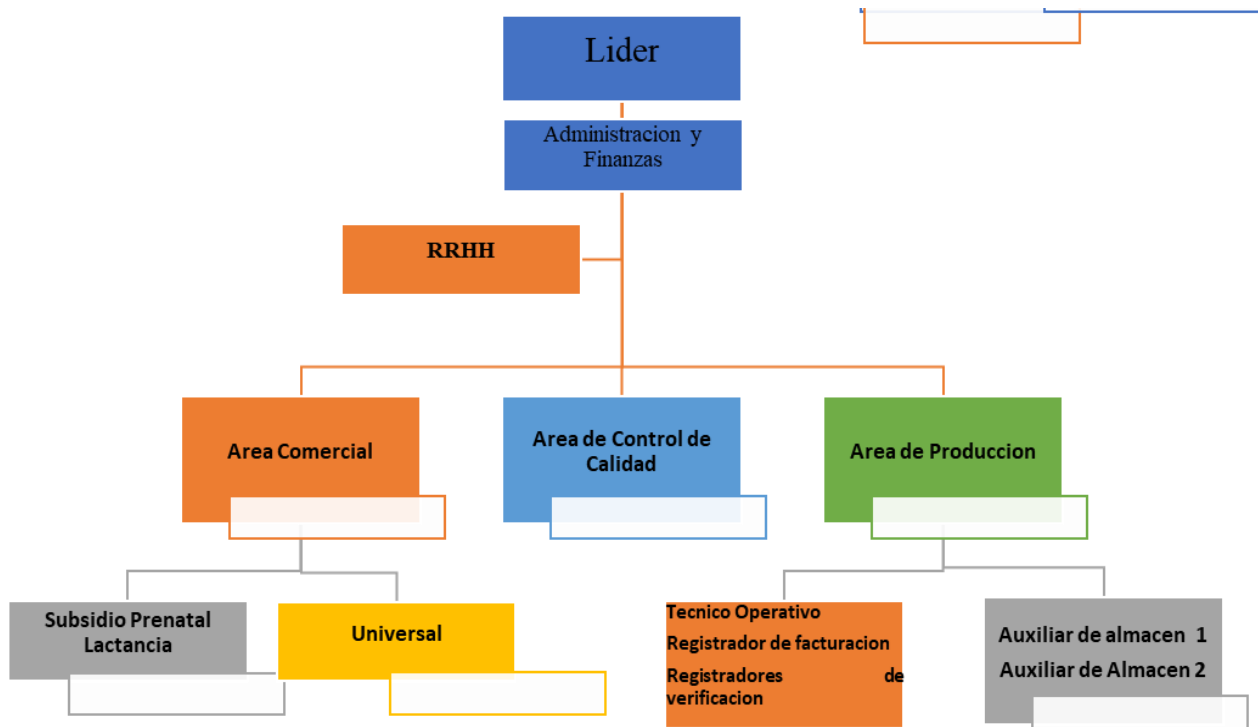 Lider
Administracion y
Finanzas
RRHH
Area Comercial
Area de Control de
Calidad
Area de Produccion
Subsidio Prenatal
Lactancia
Universal
Tecnico Operativo
Registrador de facturacion
Registradores de
verificacion
Auxiliar de almacen 1
Auxiliar de Almacen 2